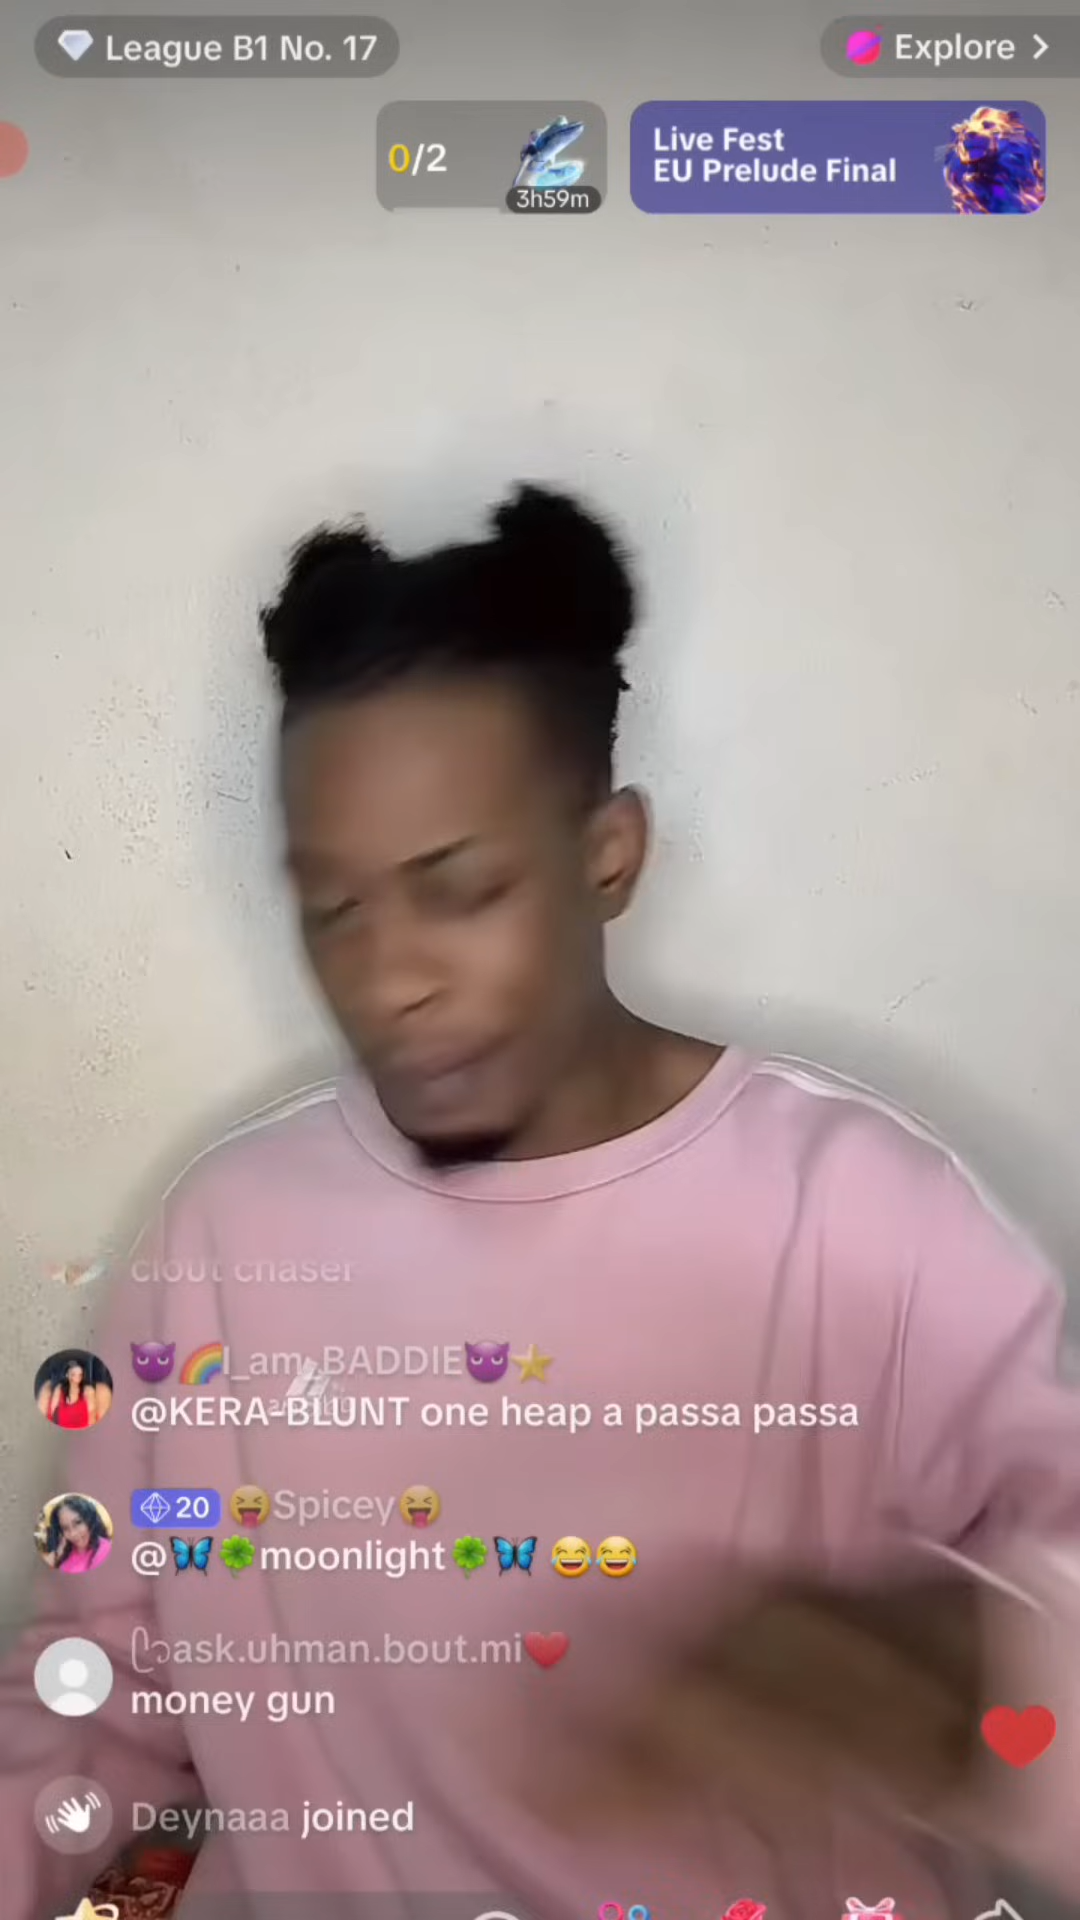 League B1 No. 17
Explore
0/2
3h59m
Live Fest
EU Prelude Final
clout chaser
😈🌈I_am_BADDIE😈⭐
@KERA-BLUNT one heap a passa passa
20 😝Spicey😝
@🦋🍀moonlight🍀🦋 😂😂
ask.uhman.bout.mi❤️
money gun
Deynaaa joined